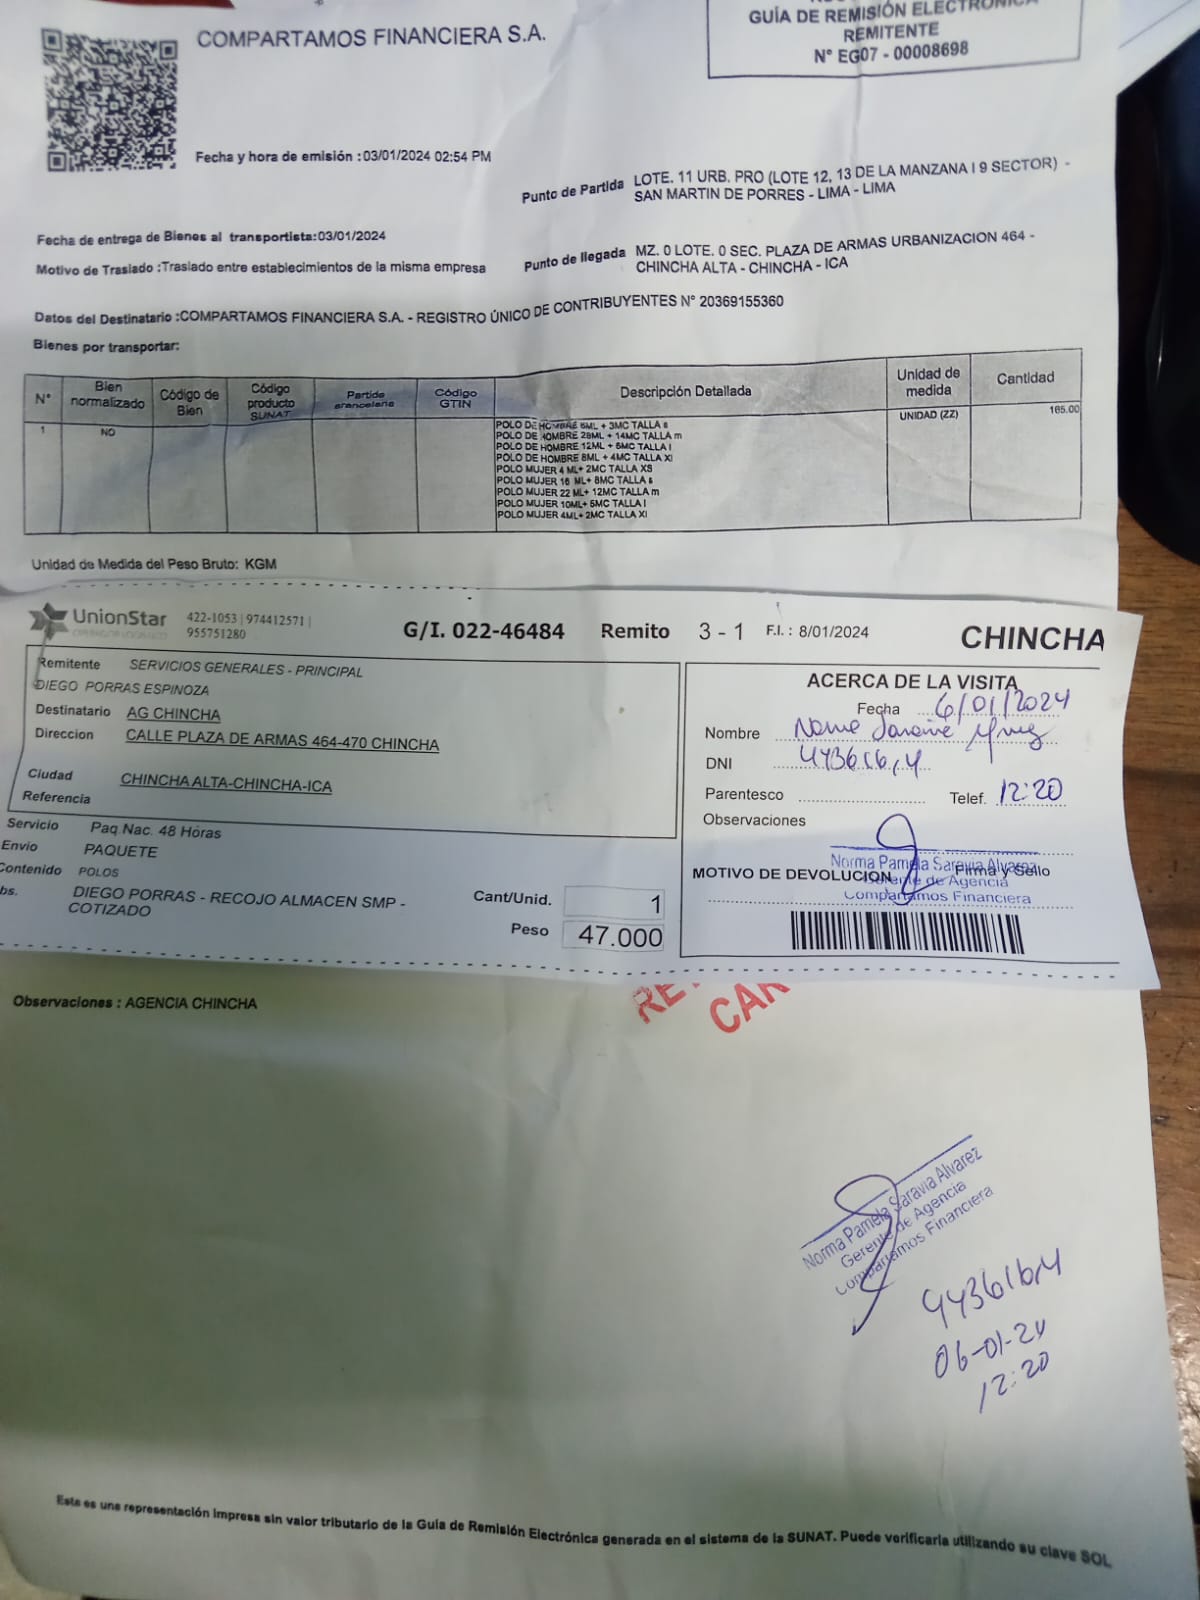 COMPARTAMOS FINANCIERA S.A.
GUÍA DE REMISIÓN ELECTRÓNICA
REMITENTE
N° EG07 - 00008698
Fecha y hora de emisión :03/01/2024 02:54 PM
Punto de Partida LOTE. 11 URB. PRO (LOTE 12, 13 DE LA MANZANA I 9 SECTOR) -
SAN MARTIN DE PORRES - LIMA - LIMA
Fecha de entrega de Bienes al transportista:03/01/2024
Motivo de Traslado :Traslado entre establecimientos de la misma empresa
Punto de llegada MZ. 0 LOTE. 0 SEC. PLAZA DE ARMAS URBANIZACION 464 -
CHINCHA ALTA - CHINCHA - ICA
Datos del Destinatario :COMPARTAMOS FINANCIERA S.A. - REGISTRO ÚNICO DE CONTRIBUYENTES N° 20369155360
Bienes por transportar:
N° Bien normalizado Código de Bien Código producto SUNAT Partida arancelaria Código GTIN Descripción Detallada Unidad de medida Cantidad
1 NO POLO DE HOMBRE 6ML + 3MC TALLA s UNIDAD (ZZ) 165.00
POLO DE HOMBRE 28ML + 14MC TALLA m
POLO DE HOMBRE 12ML + 6MC TALLA l
POLO DE HOMBRE 8ML + 4MC TALLA Xl
POLO MUJER 4 ML+ 2MC TALLA XS
POLO MUJER 16 ML+ 8MC TALLA s
POLO MUJER 22 ML+ 12MC TALLA m
POLO MUJER 10ML+ 5MC TALLA l
POLO MUJER 4ML+ 2MC TALLA Xl
Unidad de Medida del Peso Bruto: KGM
UnionStar 422-1053 | 974412571 |
955751280
G/I. 022-46484 Remito 3 - 1 F.I. : 8/01/2024 CHINCHA
Remitente SERVICIOS GENERALES - PRINCIPAL
DIEGO PORRAS ESPINOZA
Destinatario AG CHINCHA
Direccion CALLE PLAZA DE ARMAS 464-470 CHINCHA
Ciudad CHINCHA ALTA-CHINCHA-ICA
Referencia
Servicio Paq Nac. 48 Horas
Envio PAQUETE
Contenido POLOS
bs. DIEGO PORRAS - RECOJO ALMACEN SMP -
COTIZADO
Cant/Unid. 1
Peso 47.000
ACERCA DE LA VISITA
Fecha 6/01/2024
Nombre
DNI
Parentesco
Telef. 12:20
Observaciones
Norma Pamela Saravia Alvarez
Firma y Sello
MOTIVO DE DEVOLUCION
Gerente de Agencia
Compartamos Financiera
Observaciones : AGENCIA CHINCHA
Norma Pamela Saravia Alvarez
Gerente de Agencia
Compartamos Financiera
06-01-24
12:20
Esta es una representación impresa sin valor tributario de la Guía de Remisión Electrónica generada en el sistema de la SUNAT. Puede verificarla utilizando su clave SOL